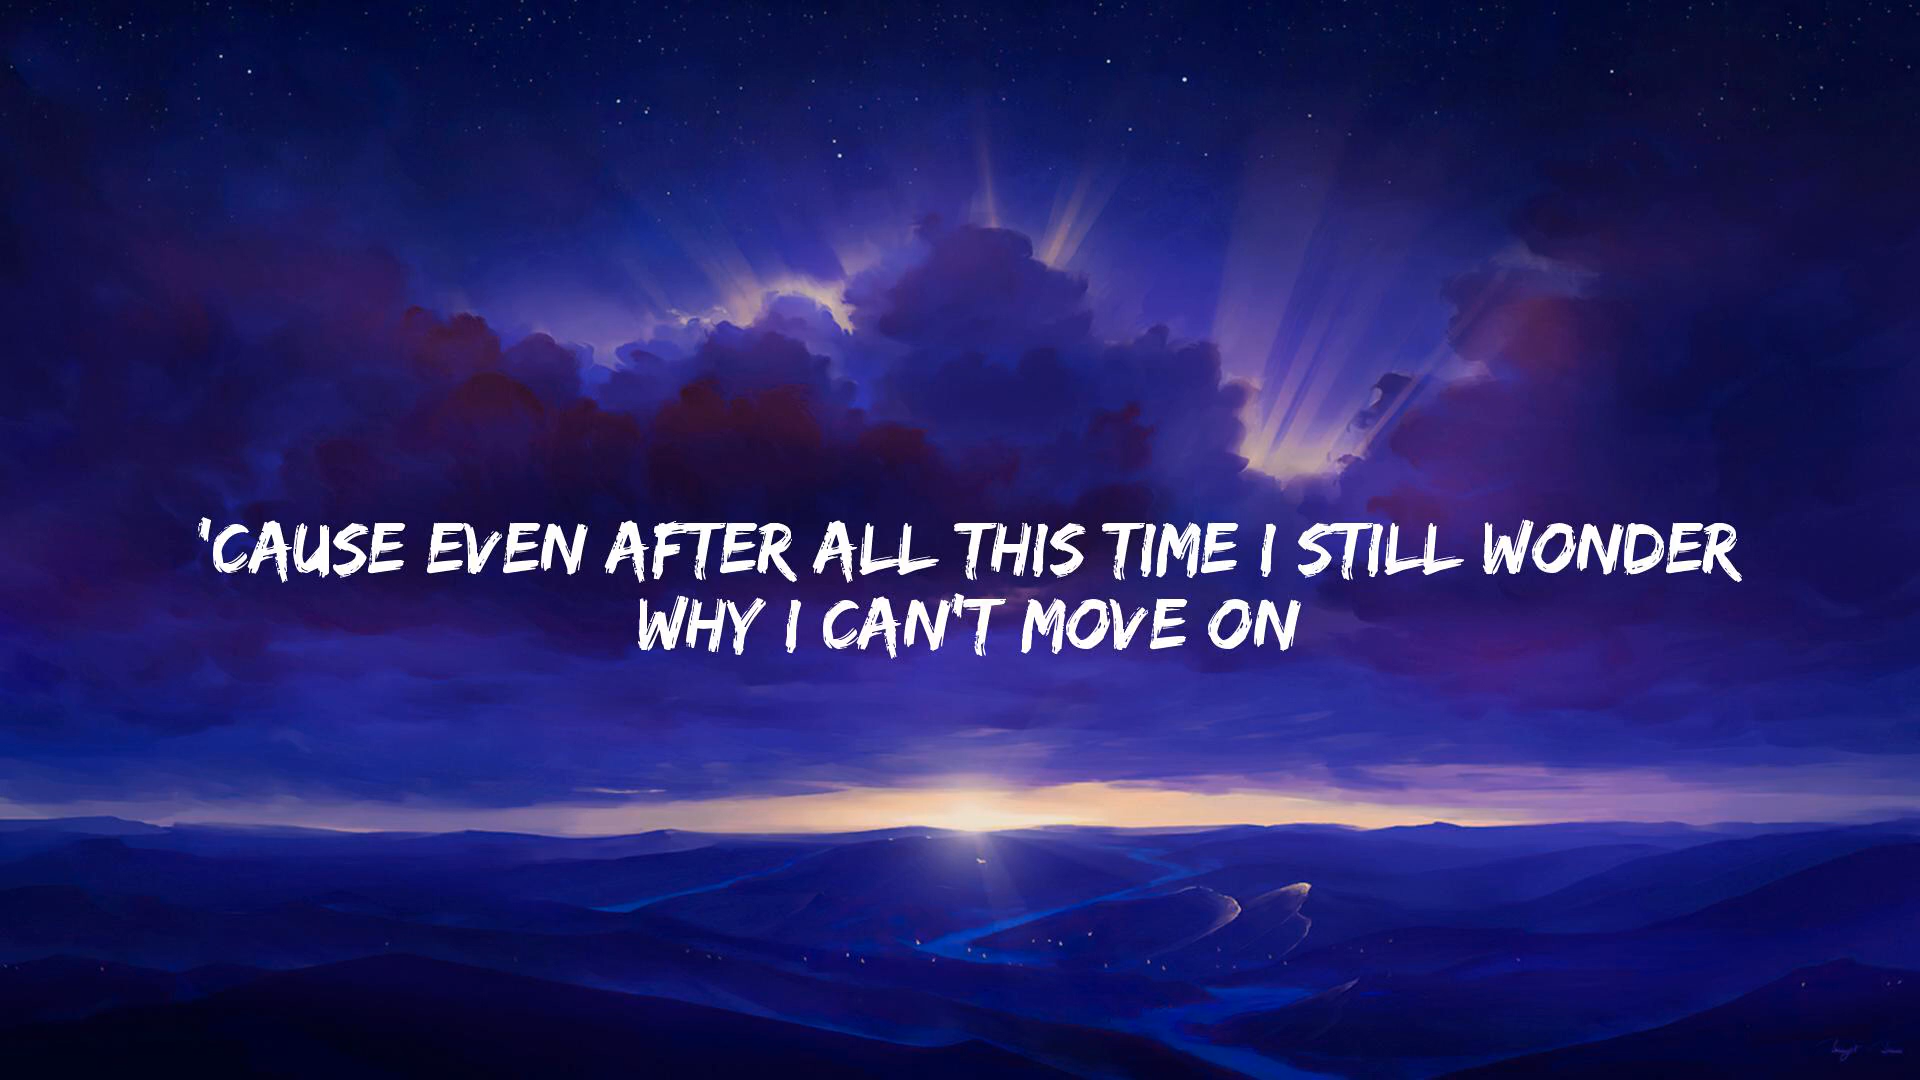 'CAUSE EVEN AFTER ALL THIS TIME I STILL WONDER
WHY I CAN'T MOVE ON